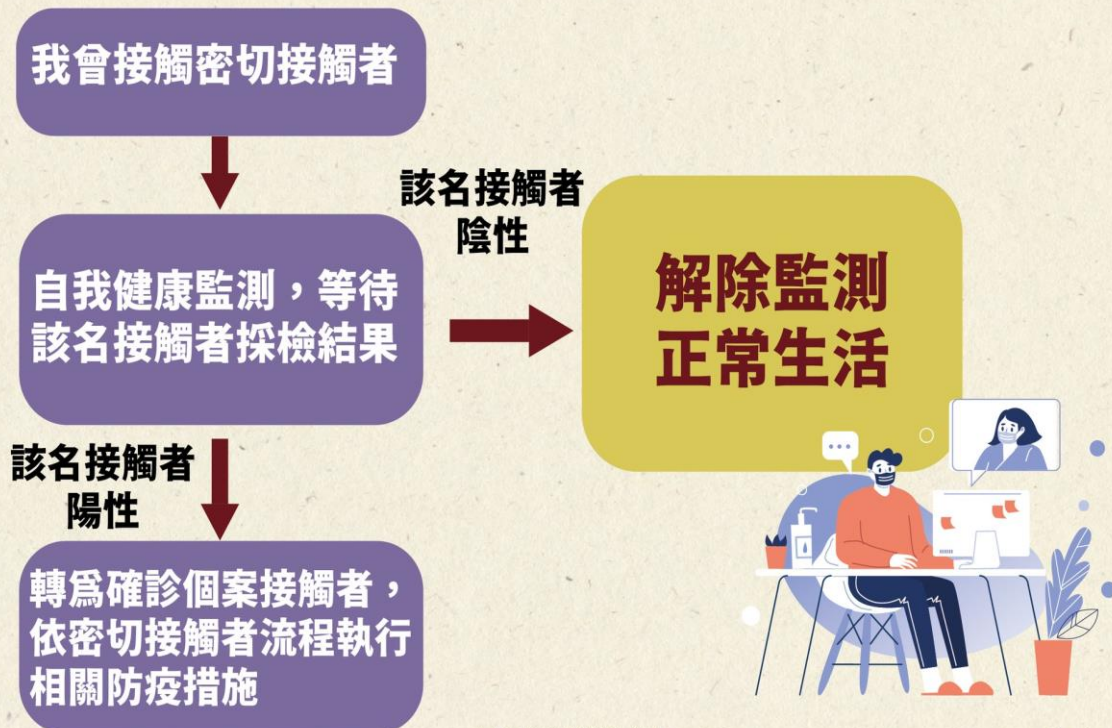 我曾接觸密切接觸者
該名接觸者
陰性
自我健康監測，等待
該名接觸者採檢結果
解除監測
正常生活
該名接觸者
陽性
轉爲確診個案接觸者，
依密切接觸者流程執行
相關防疫措施